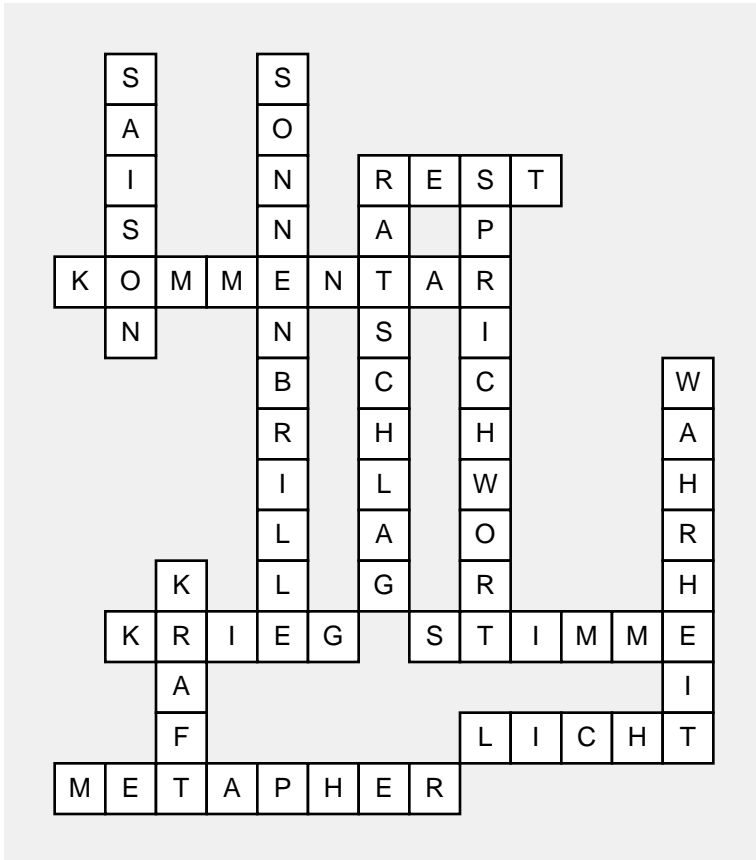 SAISON
SONNENBRILLE
REST
RATSCHLAG
SPRICHWORT
KOMMENTAR
WAHRHEIT
KRAFT
KRIEG
STIMME
LICHT
METAPHER